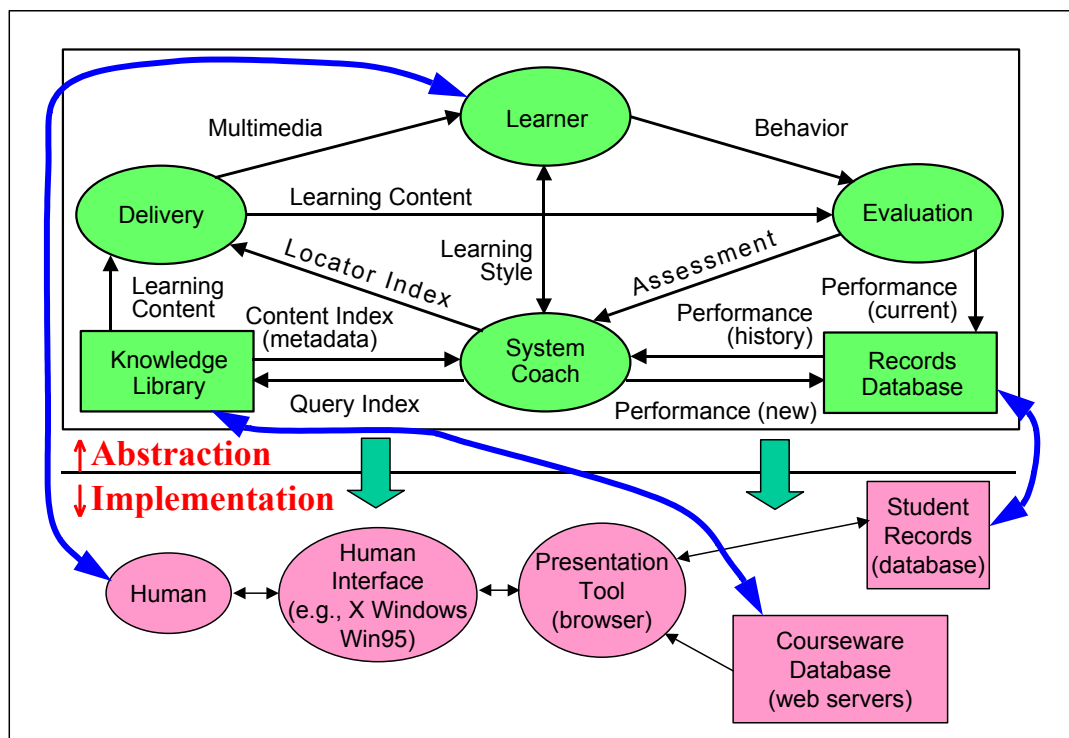 Learner
Multimedia
Behavior
Delivery
Learning Content
Evaluation
Locator Index
Learning
Style
Assessment
Learning
Content
Performance
(current)
Content Index
(metadata)
Performance
(history)
Knowledge
Library
System
Coach
Records
Database
Query Index
Performance (new)
↑Abstraction
↓Implementation
Student
Records
(database)
Human
Human
Interface
(e.g., X Windows
Win95)
Presentation
Tool
(browser)
Courseware
Database
(web servers)